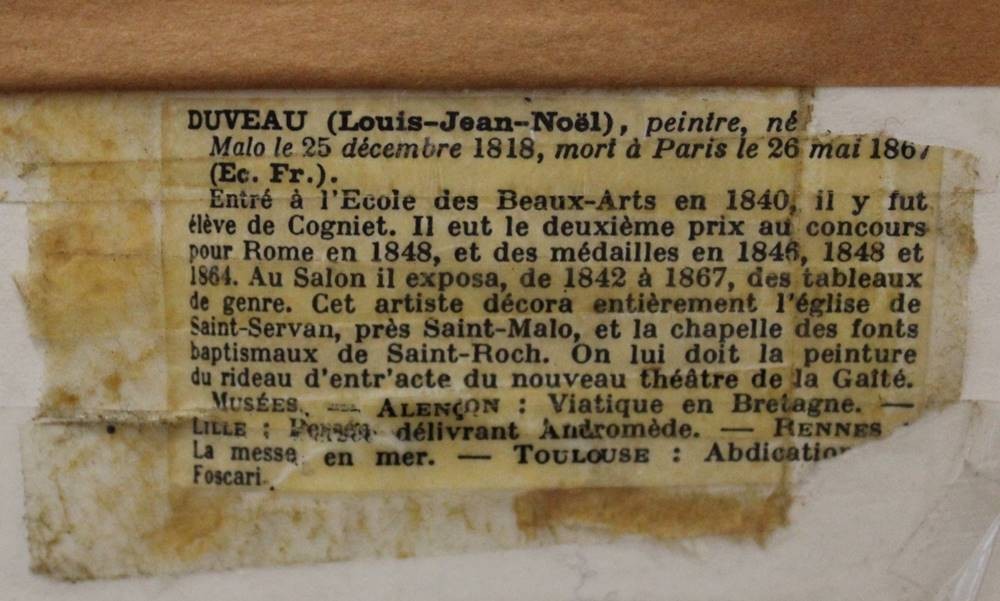 DUVEAU (Louis-Jean-Noël), peintre, né
Malo le 25 décembre 1818, mort à Paris le 26 mai 1867
(Ec. Fr.).
Entré à l'Ecole des Beaux-Arts en 1840, il y fut
élève de Cogniet. Il eut le deuxième prix au concours
pour Rome en 1848, et des médailles en 1846, 1848 et
1864. Au Salon il exposa, de 1842 à 1867, des tableaux
de genre. Cet artiste décora entièrement l'église de
Saint-Servan, près Saint-Malo, et la chapelle des fonts
baptismaux de Saint-Roch. On lui doit la peinture
du rideau d'entr'acte du nouveau théâtre de la Gaîté.
MUSÉES. — ALENÇON : Viatique en Bretagne. —
LILLE : Persée délivrant Andromède. — RENNES :
La messe en mer. — TOULOUSE : Abdication
Foscari.